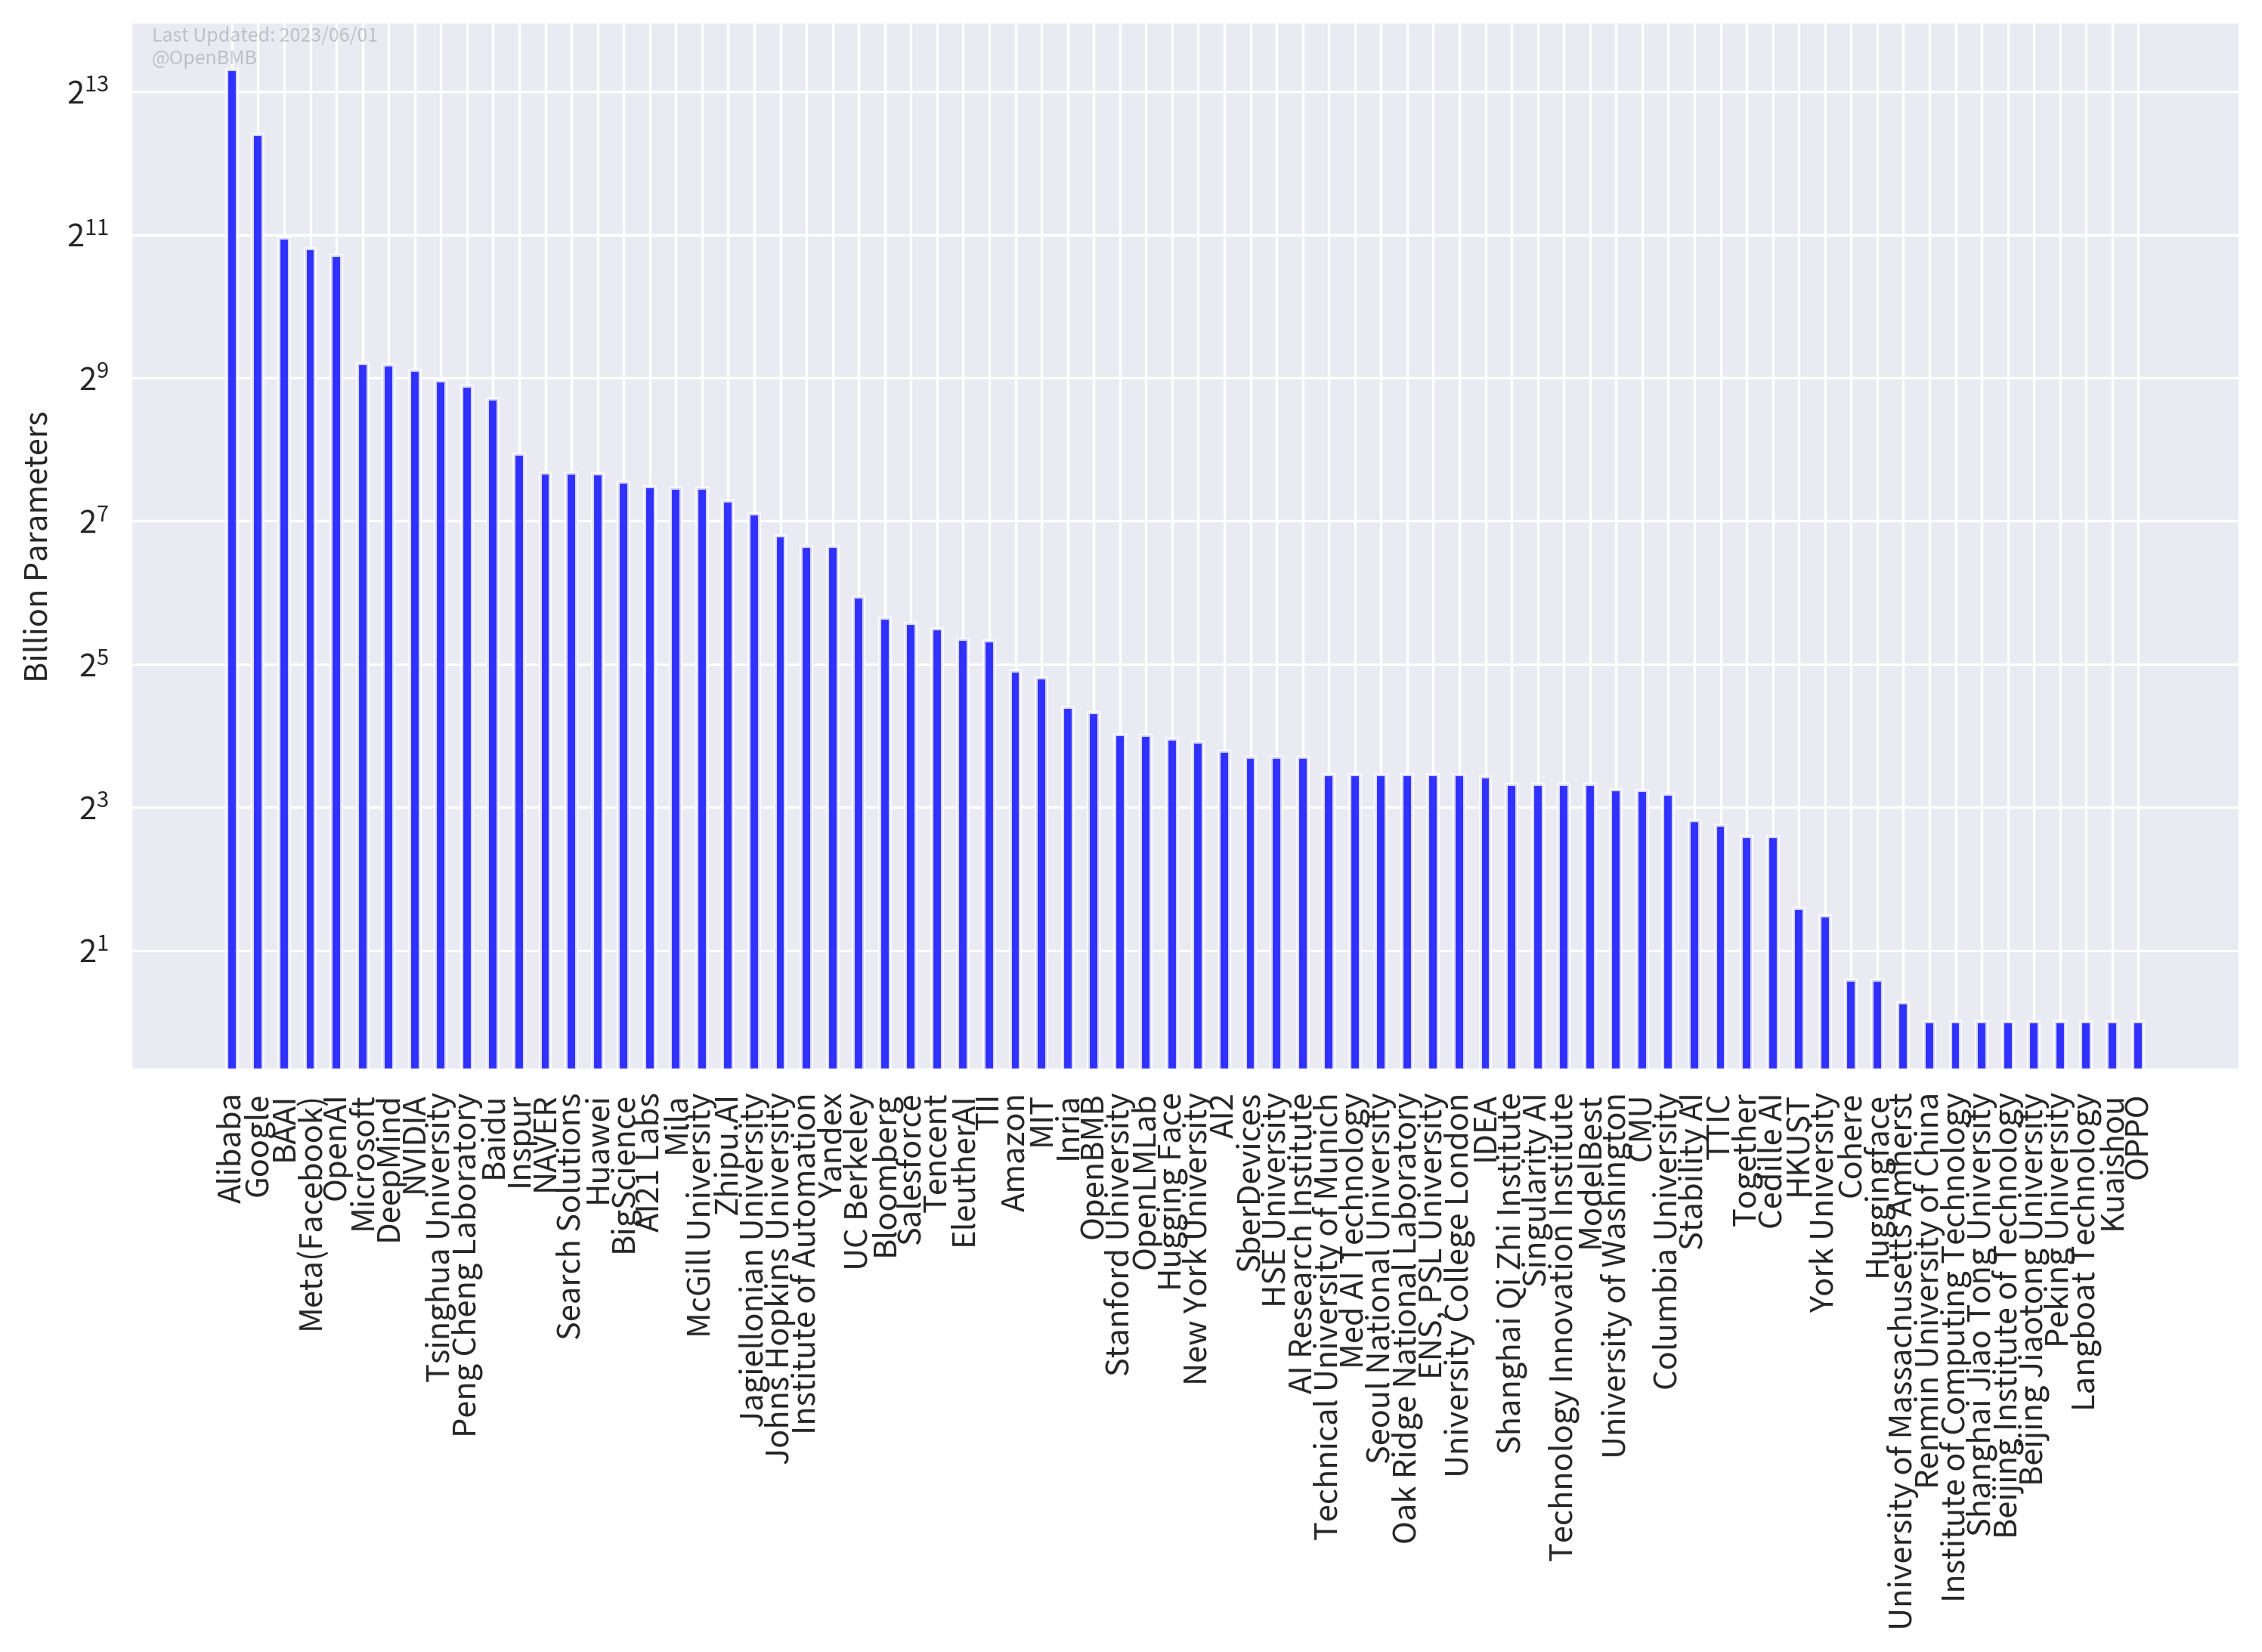 Last Updated: 2023/06/01
@OpenBMB
Billion Parameters
2¹³
2¹¹
2⁹
2⁷
2⁵
2³
2¹
Alibaba
Google
BAAI
Meta(Facebook)
OpenAI
Microsoft
DeepMind
NVIDA
Tsinghua University
Peng Cheng Laboratory
Baidu
Inspur
NAVER
Search Solutions
Huawei
BigScience
AI21 Labs
Mila
McGill University
Zhipu.AI
Jagiellonian University
Johns Hopkins University
Institute of Automation
Yandex
UC Berkeley
Bloomberg
Salesforce
Tencent
EleutherAI
TII
Amazon
MIT
Inria
OpenBMB
Stanford University
OpenLMLab
Hugging Face
New York University
AI2
SberDevices
HSE University
AI Research Institute
Technical University of Munich
Med AI Technology
Seoul National University
Oak Ridge National Laboratory
ENS, PSL University
University College London
IDEA
Shanghai Qi Zhi Institute
Singularity AI
Technology Innovation Institute
ModelBest
University of Washington
CMU
Columbia University
Stability AI
TTIC
Together
Cedille AI
HKUST
York University
Cohere
Huggingface
University of Massachusetts Amherst
Renmin University of China
Institute of Computing Technology
Shanghai Jiao Tong University
Beijing Institute of Technology
Beijing Jiaotong University
Peking University
Langboat Technology
Kuaishou
OPPO